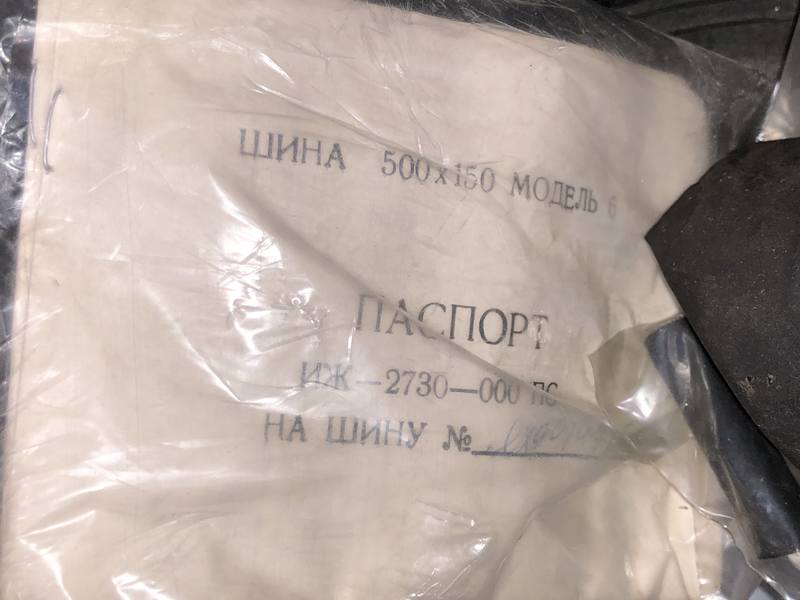 ШИНА 500х150 МОДЕЛЬ 6
ПАСПОРТ
ИЖ—2730—000 ПС
НА ШИНУ №